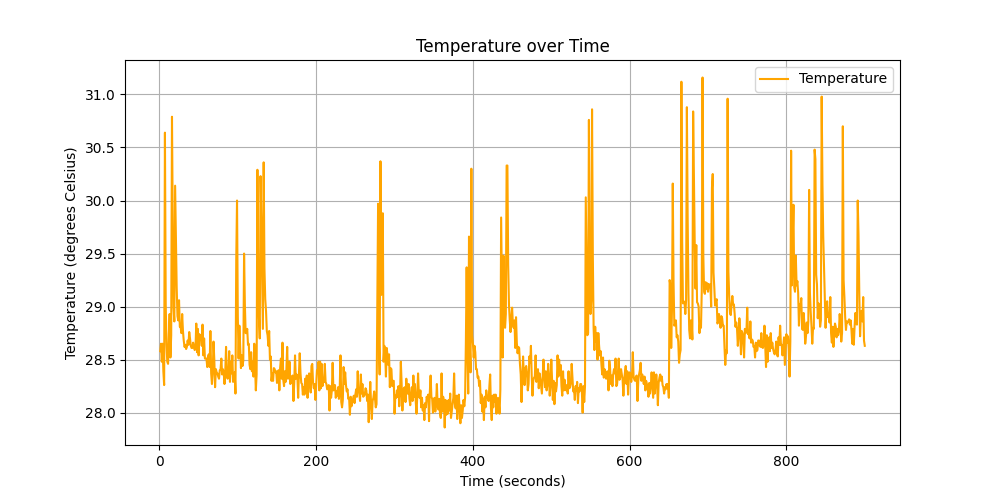 Temperature over Time
Temperature
Temperature (degrees Celsius)
31.0
30.5
30.0
29.5
29.0
28.5
28.0
0 200 400 600 800
Time (seconds)